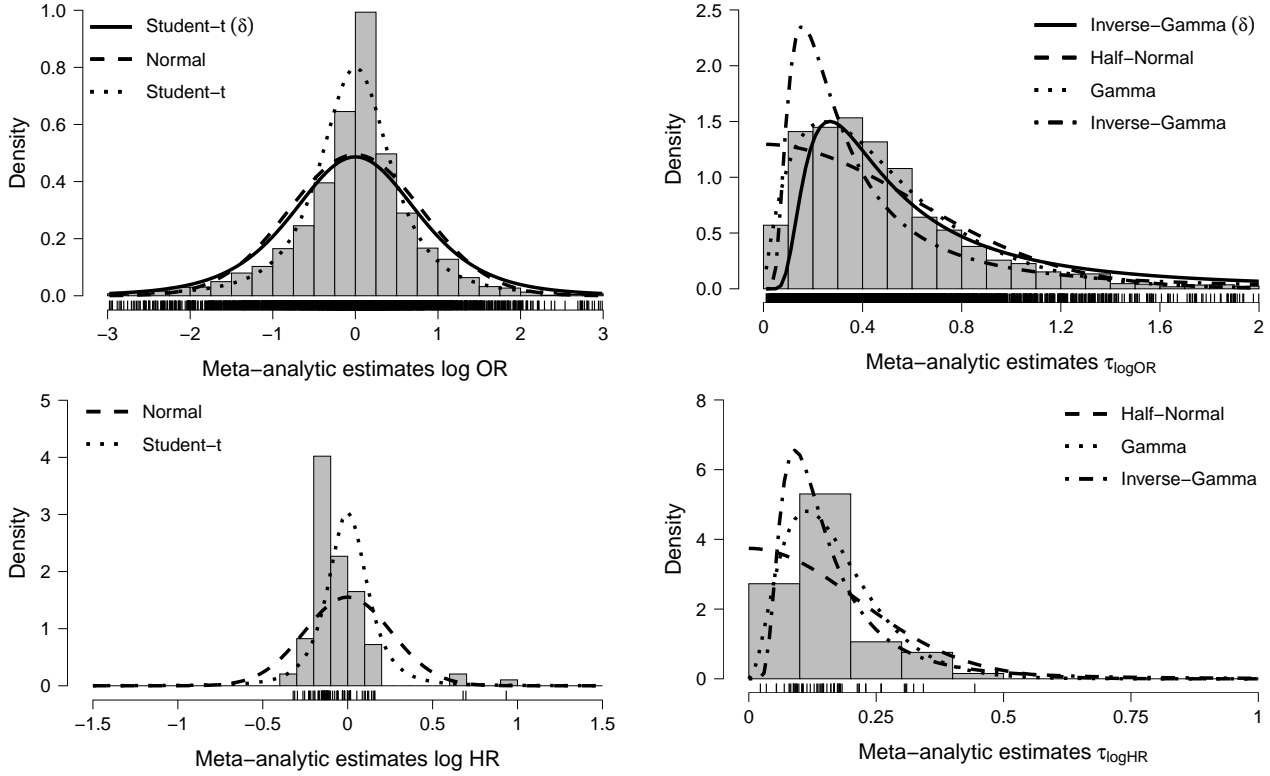 Student−t (δ)
Normal
Student−t
Density
0.0
0.2
0.4
0.6
0.8
1.0
−3
−2
−1
0
1
2
3
Meta−analytic estimates log OR
Inverse−Gamma (δ)
Half−Normal
Gamma
Inverse−Gamma
Density
0.0
0.5
1.0
1.5
2.0
2.5
0
0.4
0.8
1.2
1.6
2
Meta−analytic estimates τlogOR
Normal
Student−t
Density
0
1
2
3
4
5
−1.5
−1
−0.5
0
0.5
1
1.5
Meta−analytic estimates log HR
Half−Normal
Gamma
Inverse−Gamma
Density
0
2
4
6
8
0
0.25
0.5
0.75
1
Meta−analytic estimates τlogHR